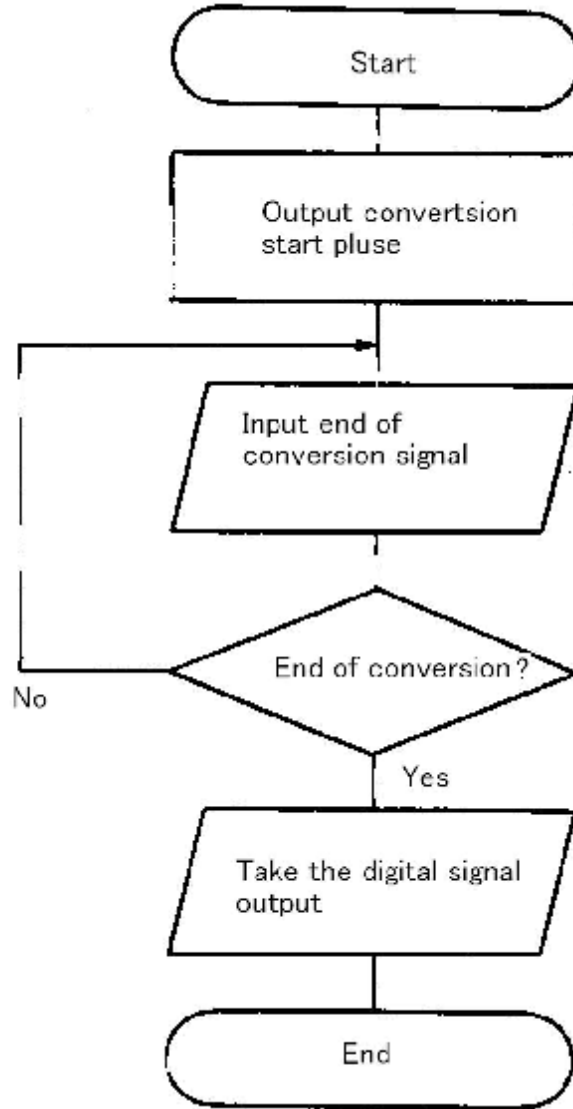 Start
Output convertsion
start pluse
Input end of
conversion signal
End of conversion?
No
Yes
Take the digital signal
output
End